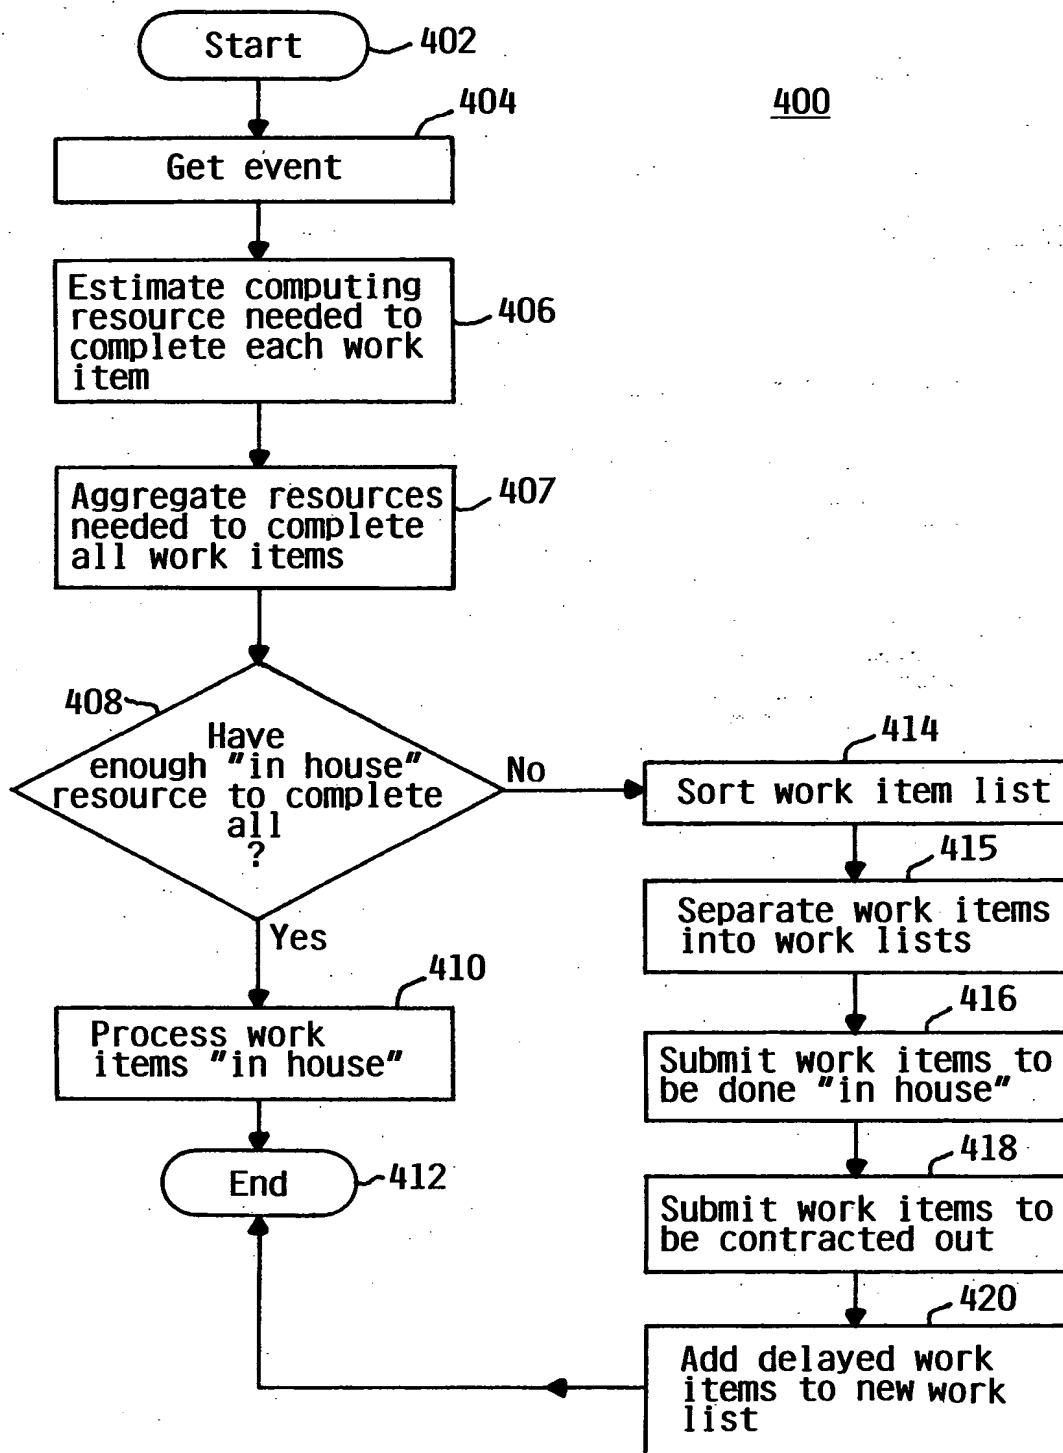 Start
402
400
404
Get event
Estimate computing
resource needed to
complete each work
item
406
Aggregate resources
needed to complete
all work items
407
408
Have
enough "in house"
resource to complete
all
?
No
Yes
410
Process work
items "in house"
End
412
414
Sort work item list
415
Separate work items
into work lists
416
Submit work items to
be done "in house"
418
Submit work items to
be contracted out
420
Add delayed work
items to new work
list